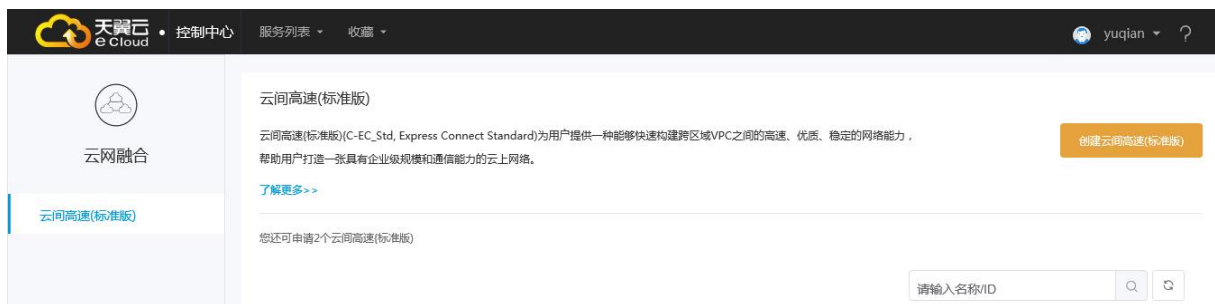 天翼云
e Cloud
• 控制中心
服务列表
收藏
yuqian
?
云网融合
云间高速(标准版)
云间高速(标准版)
云间高速(标准版)(C-EC_Std, Express Connect Standard)为用户提供一种能够快速构建跨区域VPC之间的高速、优质、稳定的网络能力，
帮助用户打造一张具有企业级规模和通信能力的云上网络。
了解更多>>
创建云间高速(标准版)
您还可申请2个云间高速(标准版)
请输入名称/ID